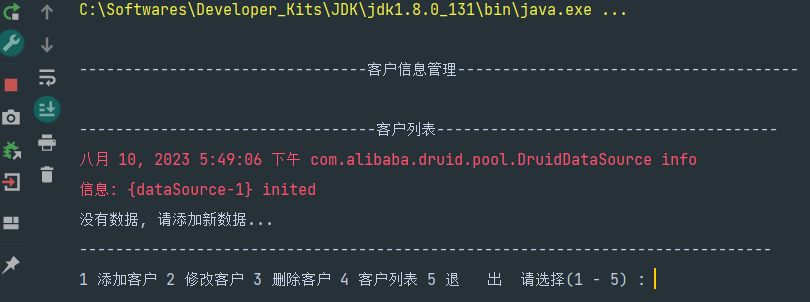 C:\Softwares\Developer_Kits\JDK\jdk1.8.0_131\bin\java.exe ...
--------------------------------客户信息管理--------------------------------------
---------------------------------客户列表--------------------------------------
八月 10, 2023 5:49:06 下午 com.alibaba.druid.pool.DruidDataSource info
信息: {dataSource-1} inited
没有数据, 请添加新数据...
-----------------------------------------------------------------------------
1 添加客户 2 修改客户 3 删除客户 4 客户列表 5 退   出  请选择(1 - 5) :